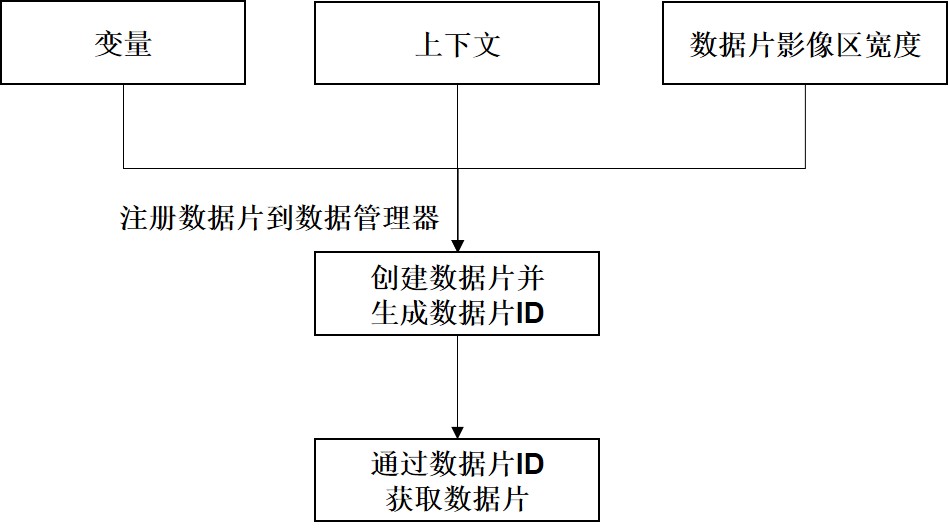 变量
上下文
数据片影像区宽度
注册数据片到数据管理器
创建数据片并
生成数据片ID
通过数据片ID
获取数据片